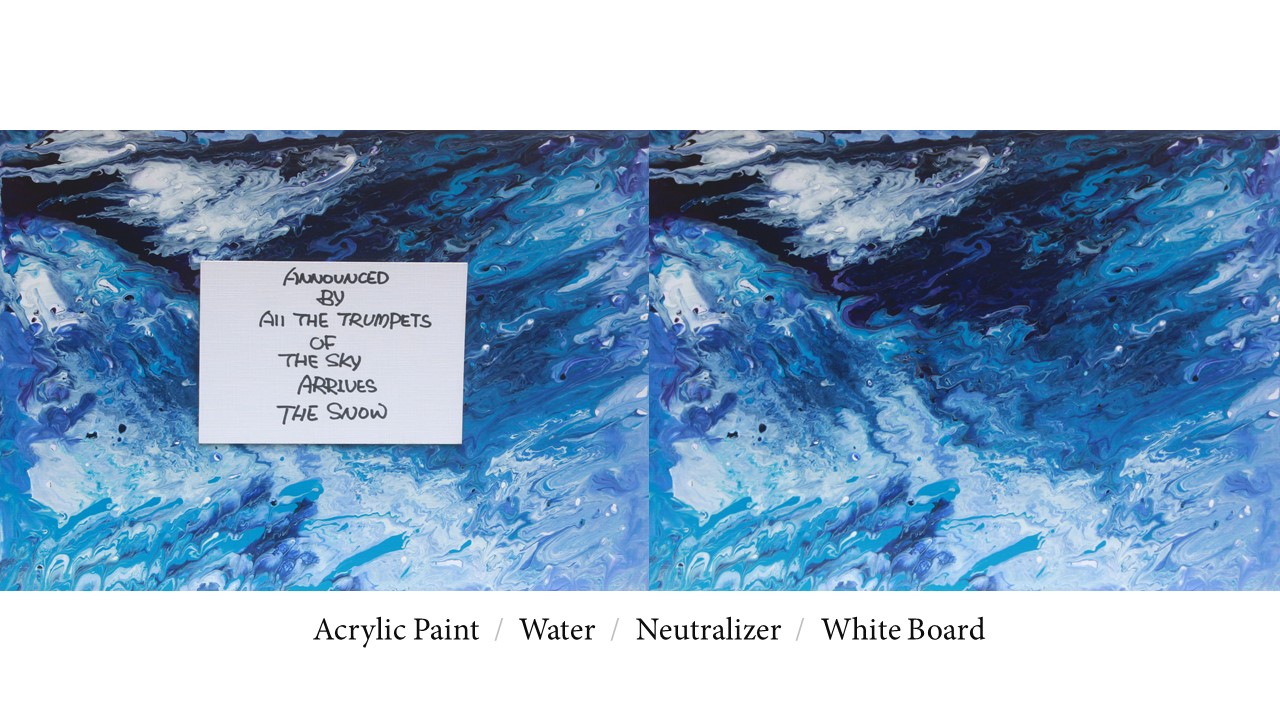 ANNOUNCED
BY
All THE TRUMPETS
OF
THE SKY
ARRIVES
THE SNOW
Acrylic Paint / Water / Neutralizer / White Board